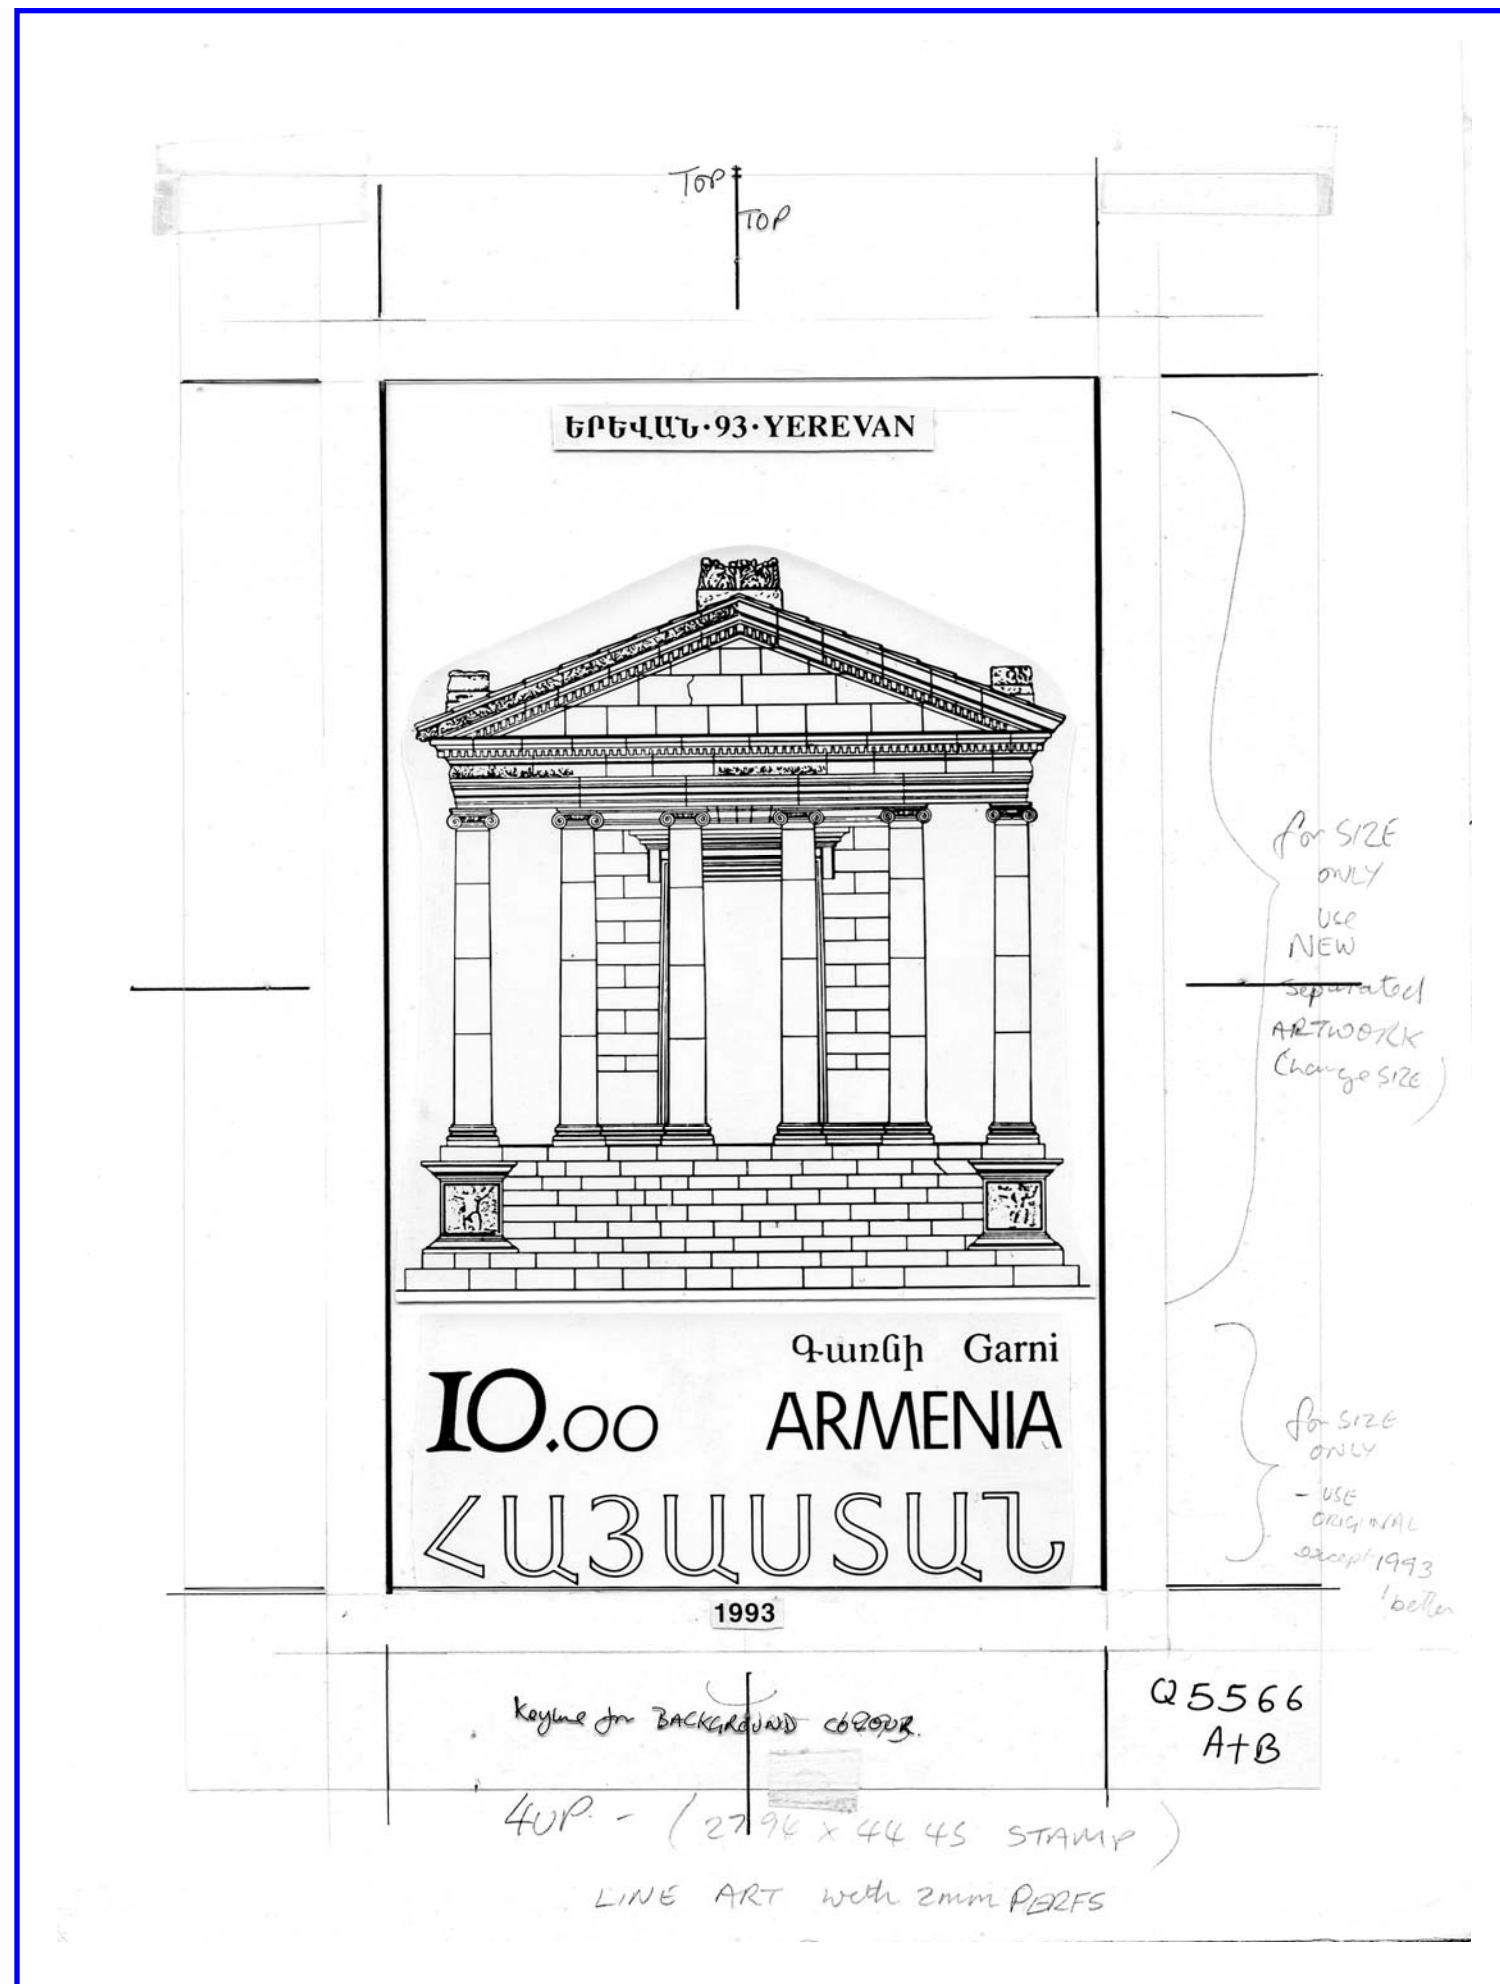 TOP
TOP
ԵՐԵՎԱՆ·93·YEREVAN
for SIZE
ONLY
USE
NEW
separated
ARTWORK
(change SIZE)
Գառնի Garni
10.00 ARMENIA
ՀԱՅԱՍՏԱՆ
for SIZE
ONLY
- USE
ORIGINAL
except 1993
better
1993
Keyline for BACKGROUND COLOUR.
Q5566
A+B
4UP. - (27 94 x 44 45 STAMP)
LINE ART with 2mm PERFS